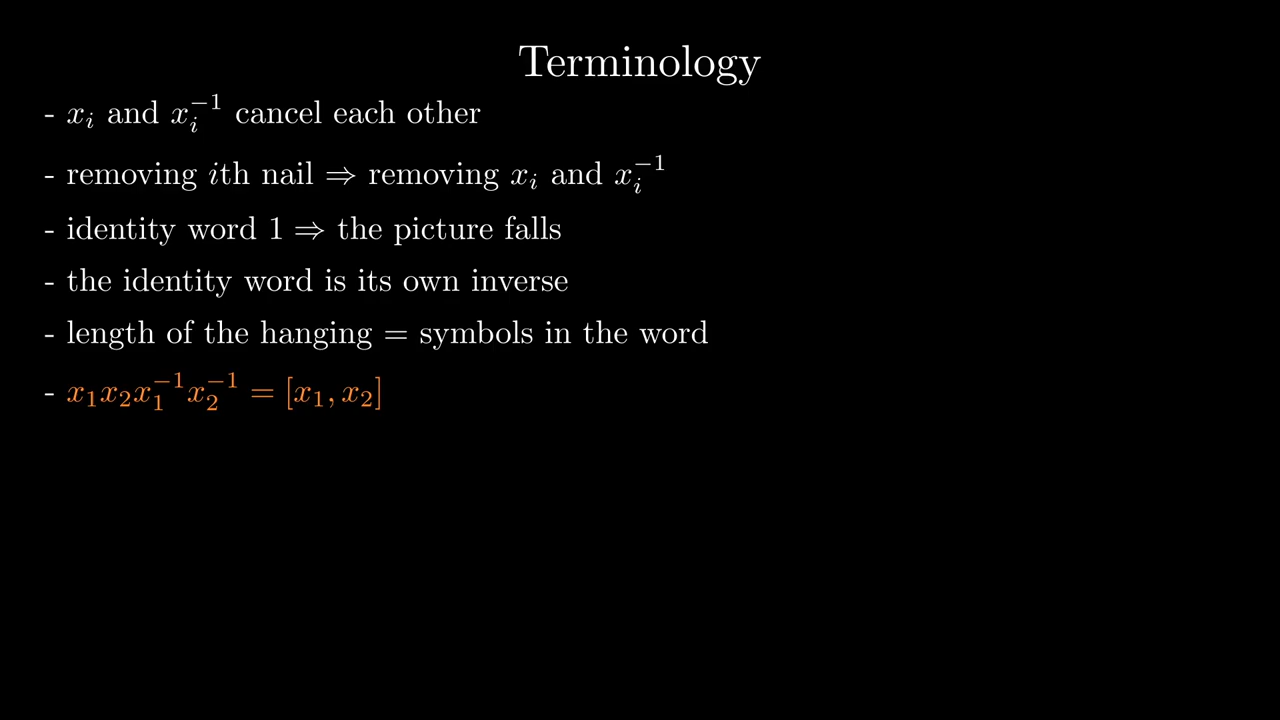 Terminology
- $x_i$ and $x_i^{-1}$ cancel each other
- removing $i$th nail ⇒ removing $x_i$ and $x_i^{-1}$
- identity word 1 ⇒ the picture falls
- the identity word is its own inverse
- length of the hanging = symbols in the word
- $x_1x_2x_1^{-1}x_2^{-1} = [x_1, x_2]$